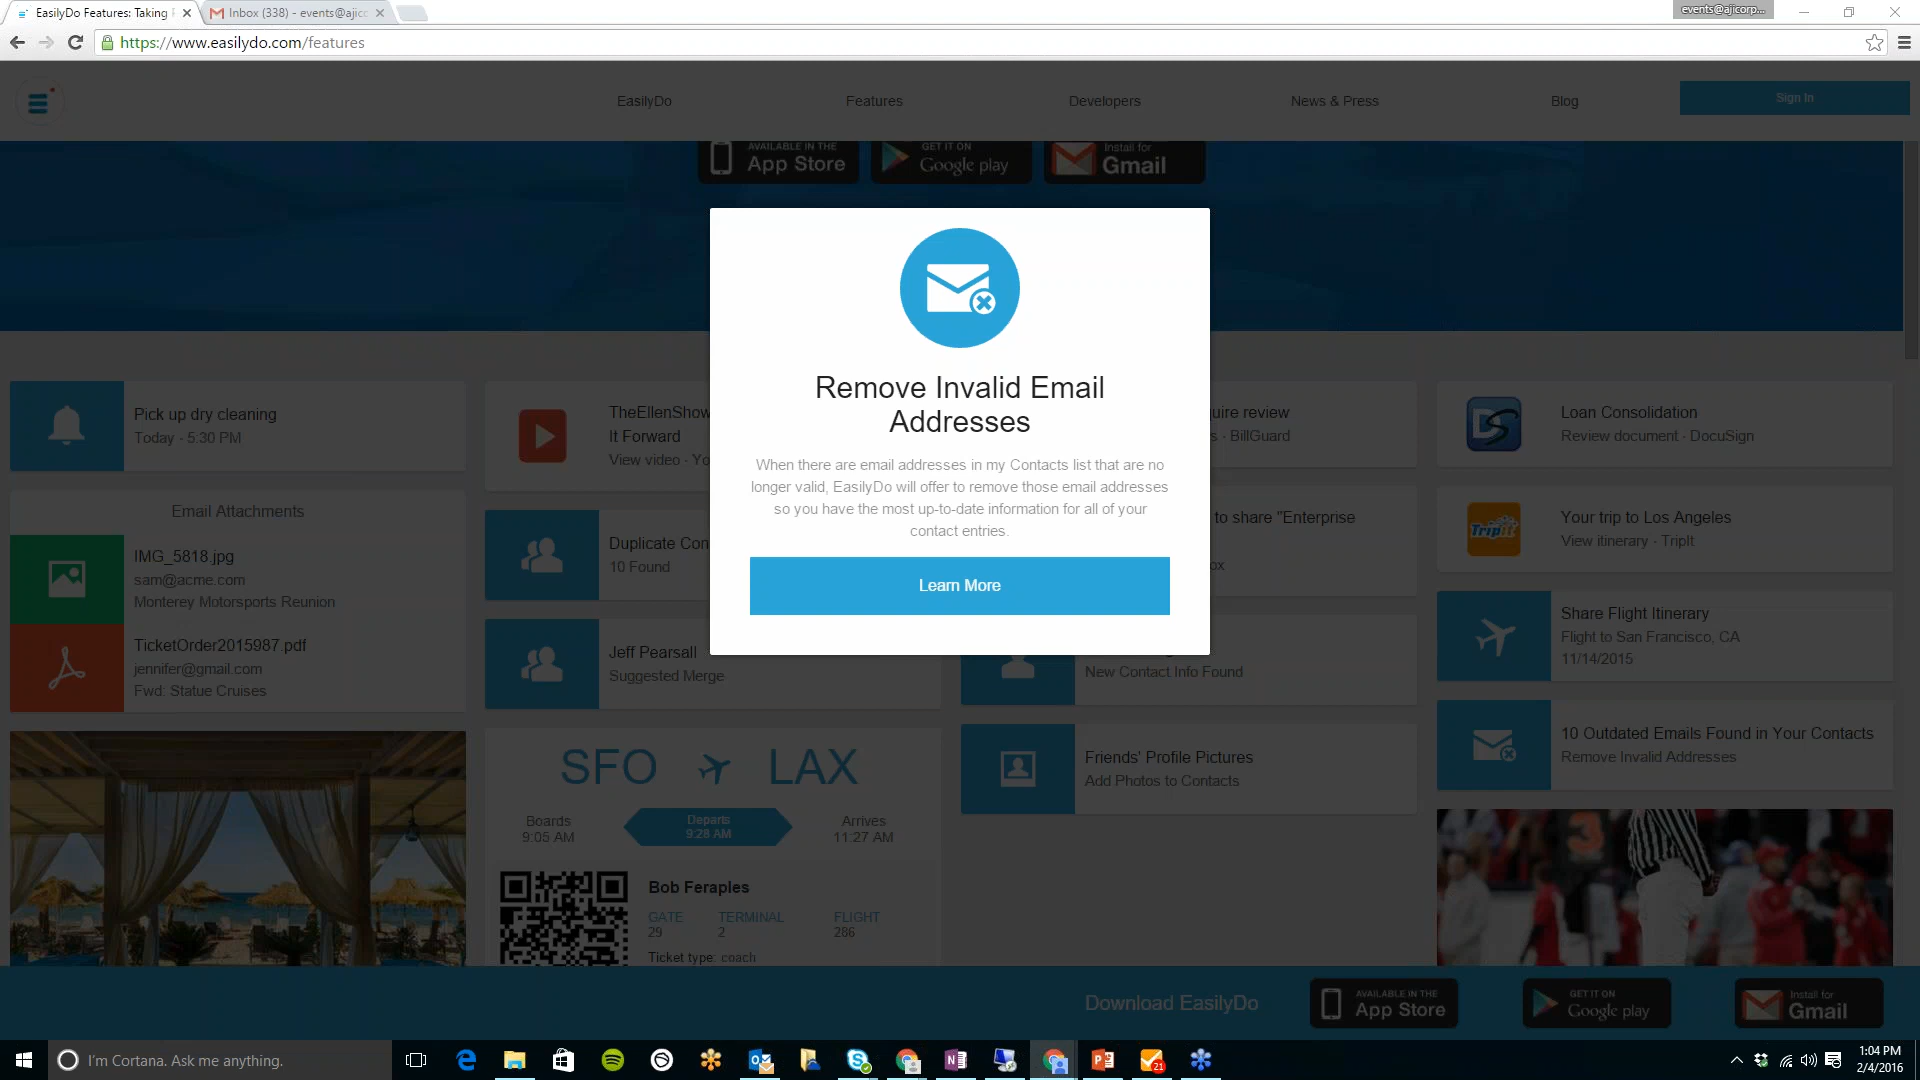 EasilyDo Features: Taking
Inbox (338) - events@ajicc
events@ajicorp...
https://www.easilydo.com/features
EasilyDo
Features
Developers
News & Press
Blog
Sign In
AVAILABLE IN THE
App Store
GET IT ON
Google play
Install for
Gmail
Remove Invalid Email
Addresses
When there are email addresses in my Contacts list that are no
longer valid, EasilyDo will offer to remove those email addresses
so you have the most up-to-date information for all of your
contact entries.
Learn More
Pick up dry cleaning
Today · 5:30 PM
Email Attachments
IMG_5818.jpg
sam@acme.com
Monterey Motorsports Reunion
TicketOrder2015987.pdf
jennifer@gmail.com
Fwd: Statue Cruises
TheEllenShow
It Forward
View video · Yo
Duplicate Con
10 Found
Jeff Pearsall
Suggested Merge
SFO
LAX
Boards
9:05 AM
Departs
9:28 AM
Arrives
11:27 AM
Bob Feraples
GATE
29
TERMINAL
2
FLIGHT
286
Ticket type: coach
quire review
s · BillGuard
to share "Enterprise
ox
New Contact Info Found
Friends' Profile Pictures
Add Photos to Contacts
DS
Loan Consolidation
Review document · DocuSign
TripIt
Your trip to Los Angeles
View itinerary · TripIt
Share Flight Itinerary
Flight to San Francisco, CA
11/14/2015
10 Outdated Emails Found in Your Contacts
Remove Invalid Addresses
3
Download EasilyDo
AVAILABLE IN THE
App Store
GET IT ON
Google play
Install for
Gmail
I'm Cortana. Ask me anything.
21
1:04 PM
2/4/2016